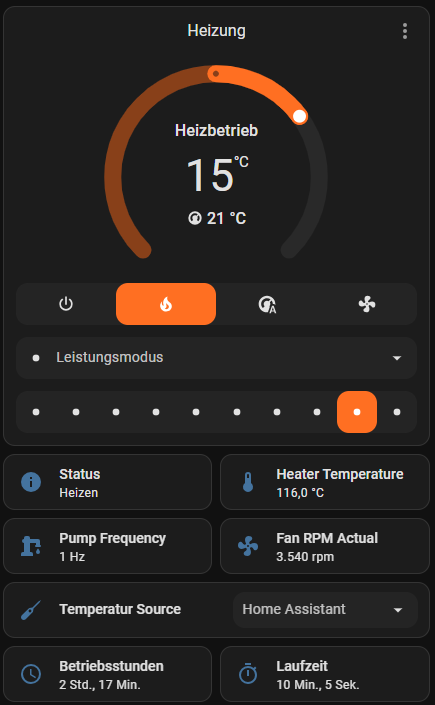 Heizung
Heizbetrieb
15 °C
21 °C
A
Leistungsmodus
Status
Heizen
Heater Temperature
116,0 °C
Pump Frequency
1 Hz
Fan RPM Actual
3.540 rpm
Temperatur Source
Home Assistant
Betriebsstunden
2 Std., 17 Min.
Laufzeit
10 Min., 5 Sek.